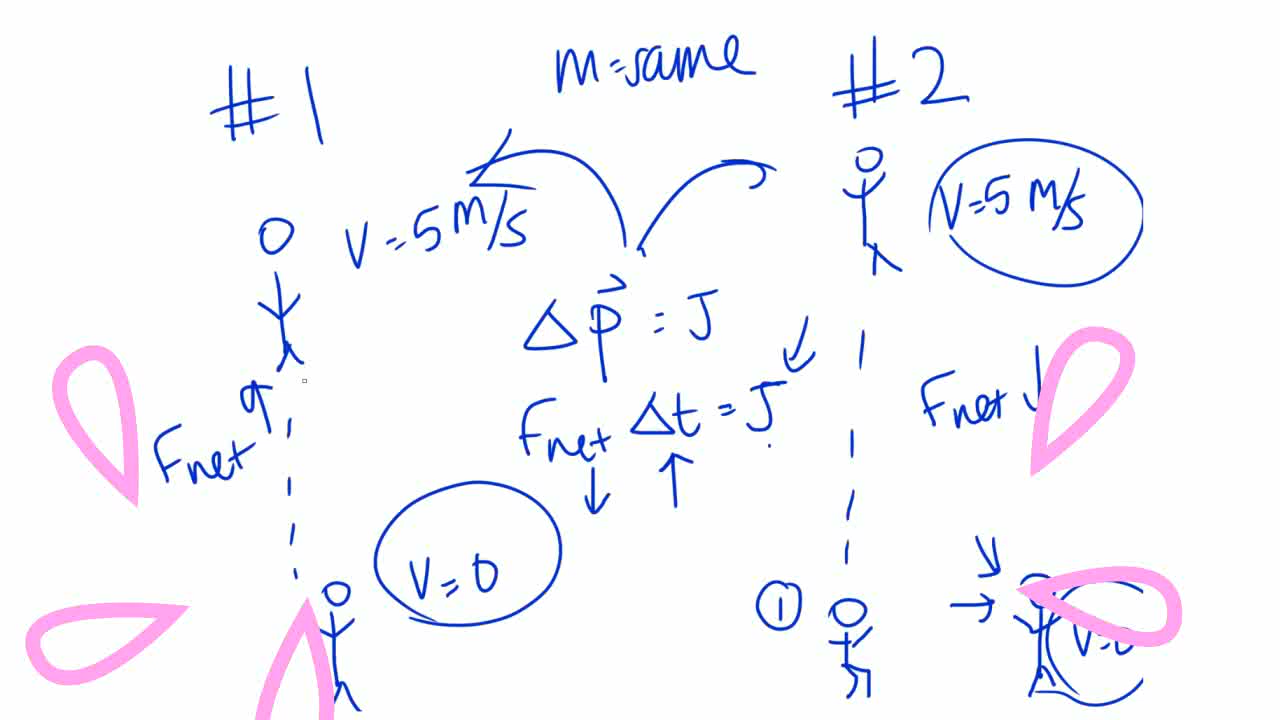 #1
m=same
#2
V=5 m/s
V=5 m/s
Δp⃗ = J
Fnet Δt = J
Fnet
Fnet
V=0
①